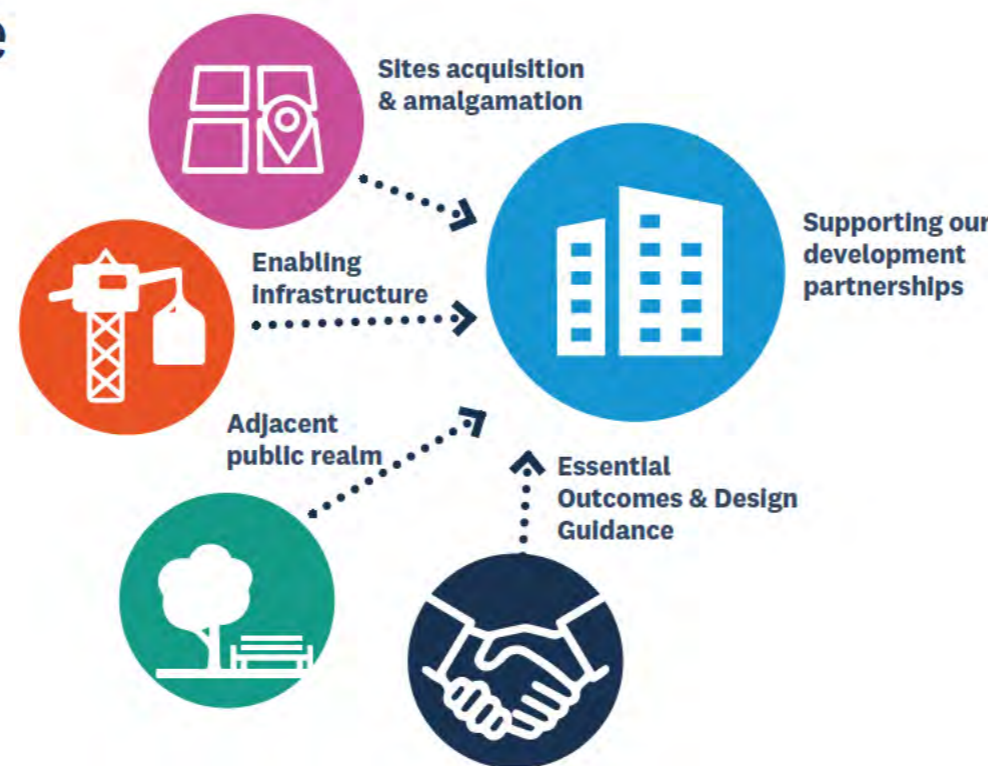 e
Sites acquisition
& amalgamation
Supporting our
development
partnerships
Enabling
infrastructure
Adjacent
public realm
Essential
Outcomes & Design
Guidance